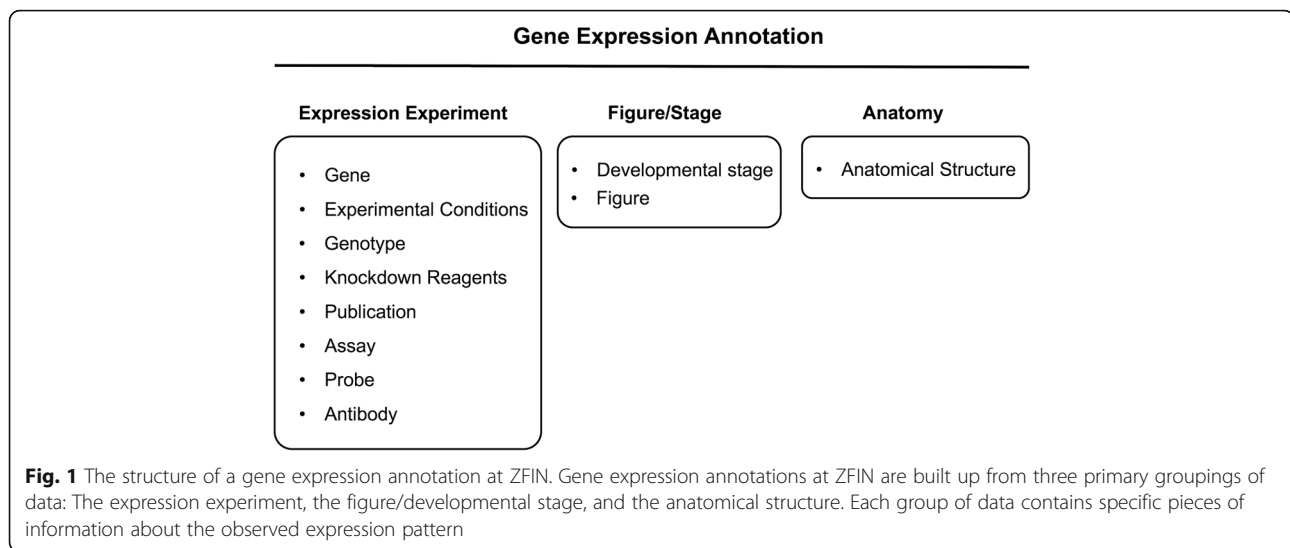 Gene Expression Annotation
Expression Experiment
• Gene
• Experimental Conditions
• Genotype
• Knockdown Reagents
• Publication
• Assay
• Probe
• Antibody
Figure/Stage
• Developmental stage
• Figure
Anatomy
• Anatomical Structure
Fig. 1 The structure of a gene expression annotation at ZFIN. Gene expression annotations at ZFIN are built up from three primary groupings of
data: The expression experiment, the figure/developmental stage, and the anatomical structure. Each group of data contains specific pieces of
information about the observed expression pattern